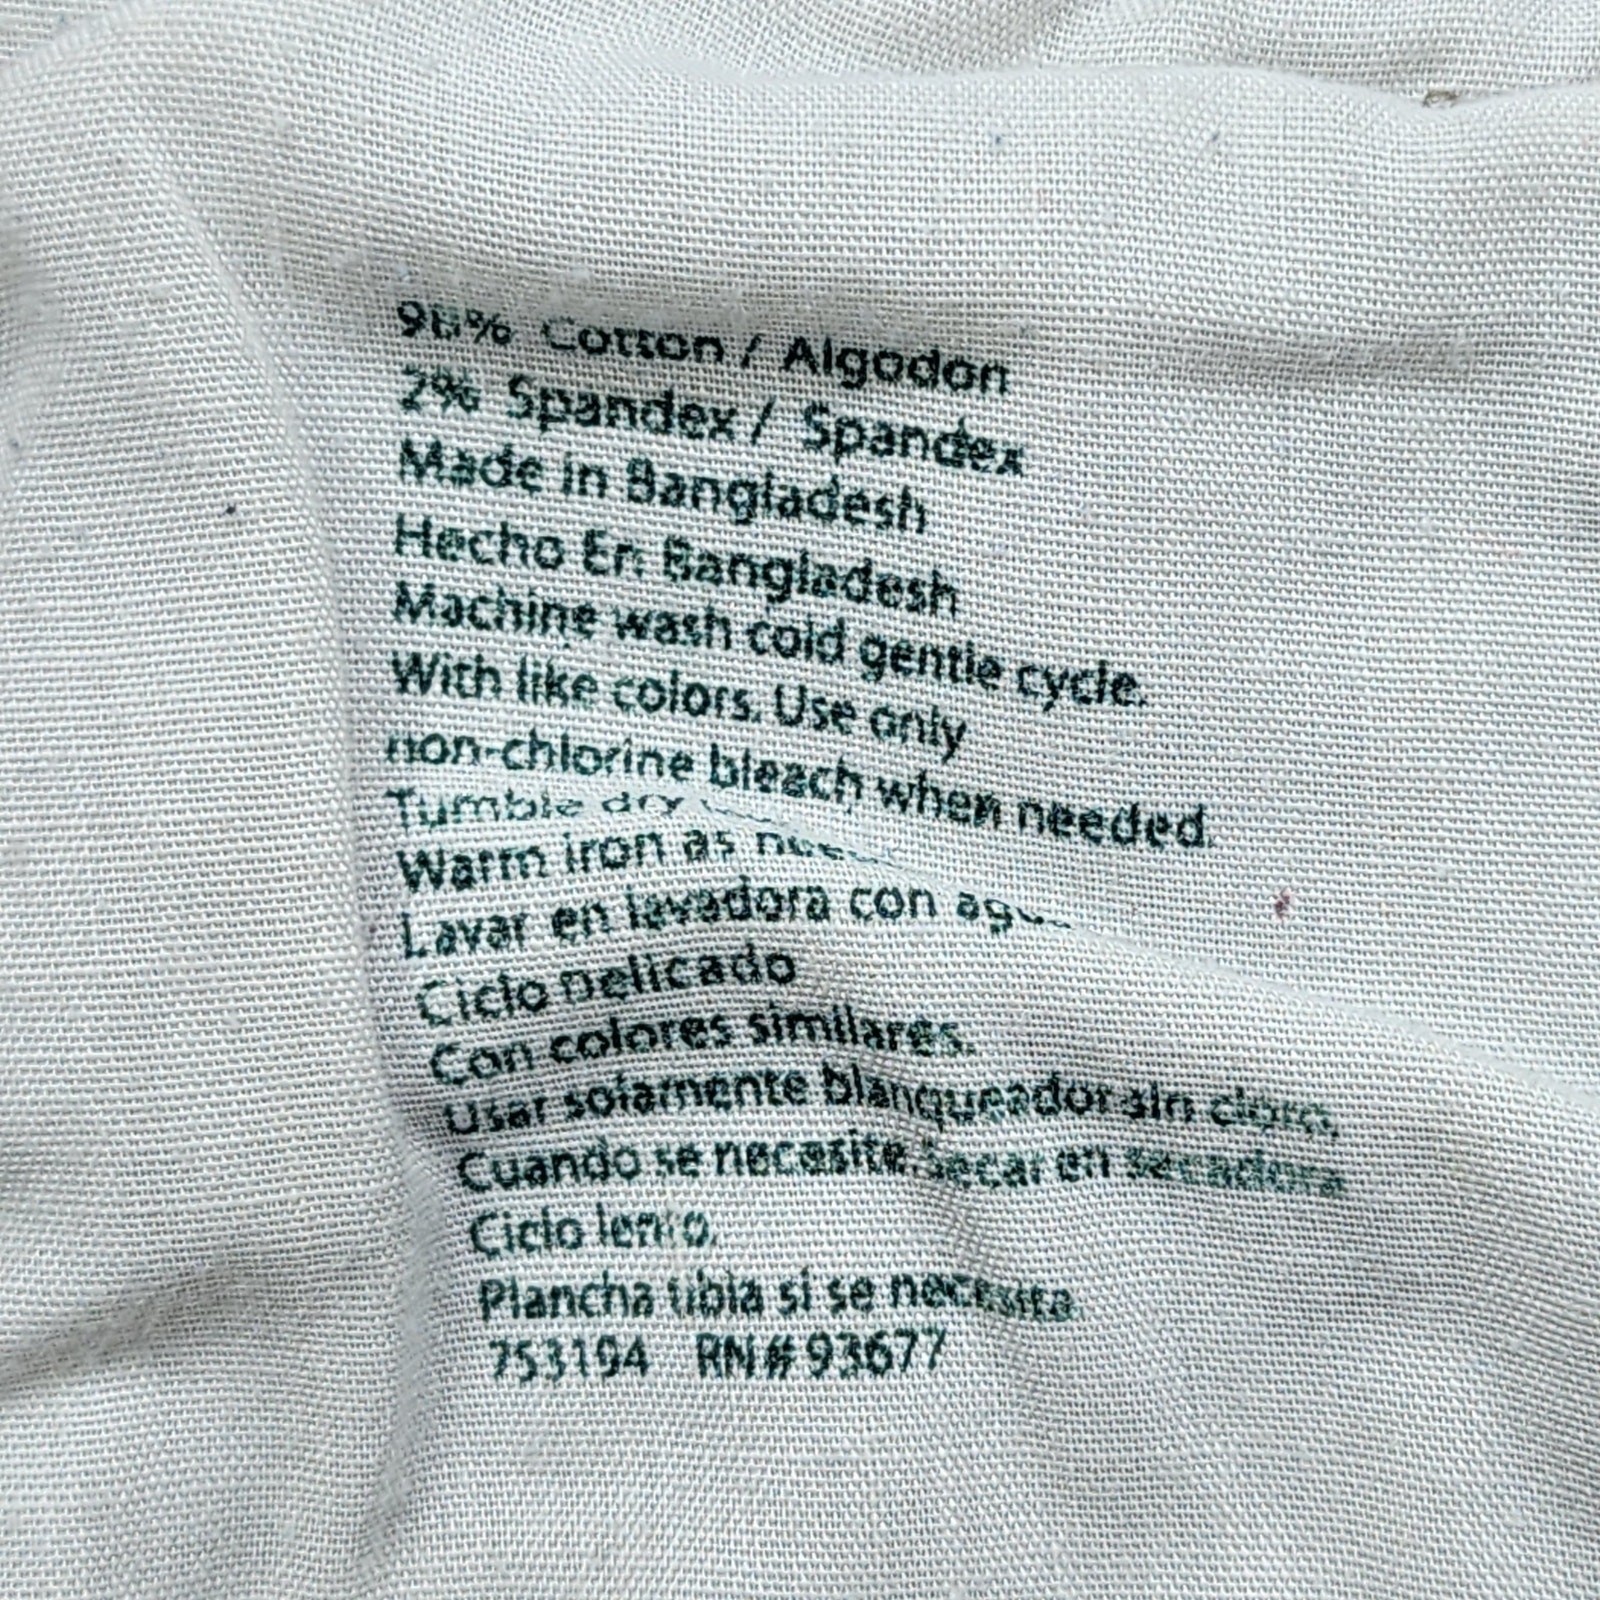 98% Cotton / Algodon
2% Spandex / Spandex
Made in Bangladesh
Hecho En Bangladesh
Machine wash cold gentle cycle.
With like colors. Use only
non-chlorine bleach when needed.
Tumble dry
Warm iron as
Lavar en lavadora con
Ciclo Delicado
Con colores similares.
Usar solamente blanqueador sin cloro.
Cuando se necesite.Secar en secadora
Ciclo lento.
Plancha tibia si se necesita.
753194 RN# 93677